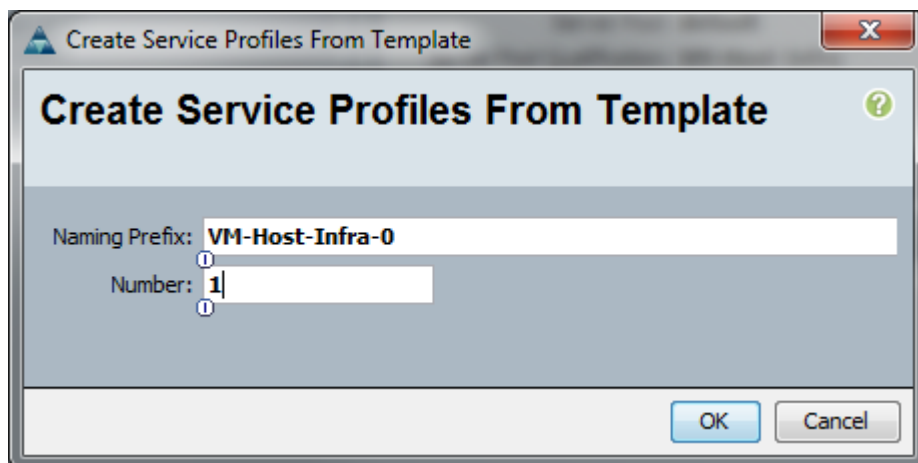 Create Service Profiles From Template
Create Service Profiles From Template
Naming Prefix: VM-Host-Infra-0
Number: 1
OK Cancel